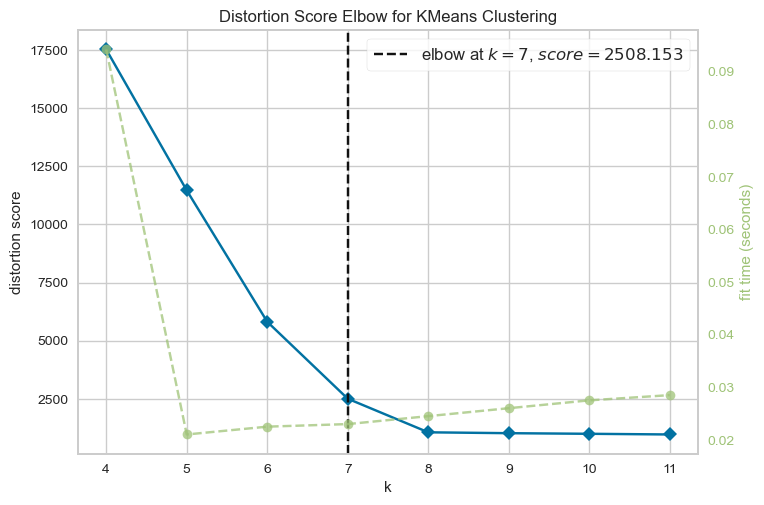 Distortion Score Elbow for KMeans Clustering
elbow at k = 7, score = 2508.153
distortion score
17500
15000
12500
10000
7500
5000
2500
0.09
0.08
0.07
0.06
0.05
0.04
0.03
0.02
fit time (seconds)
4 5 6 7 8 9 10 11
k